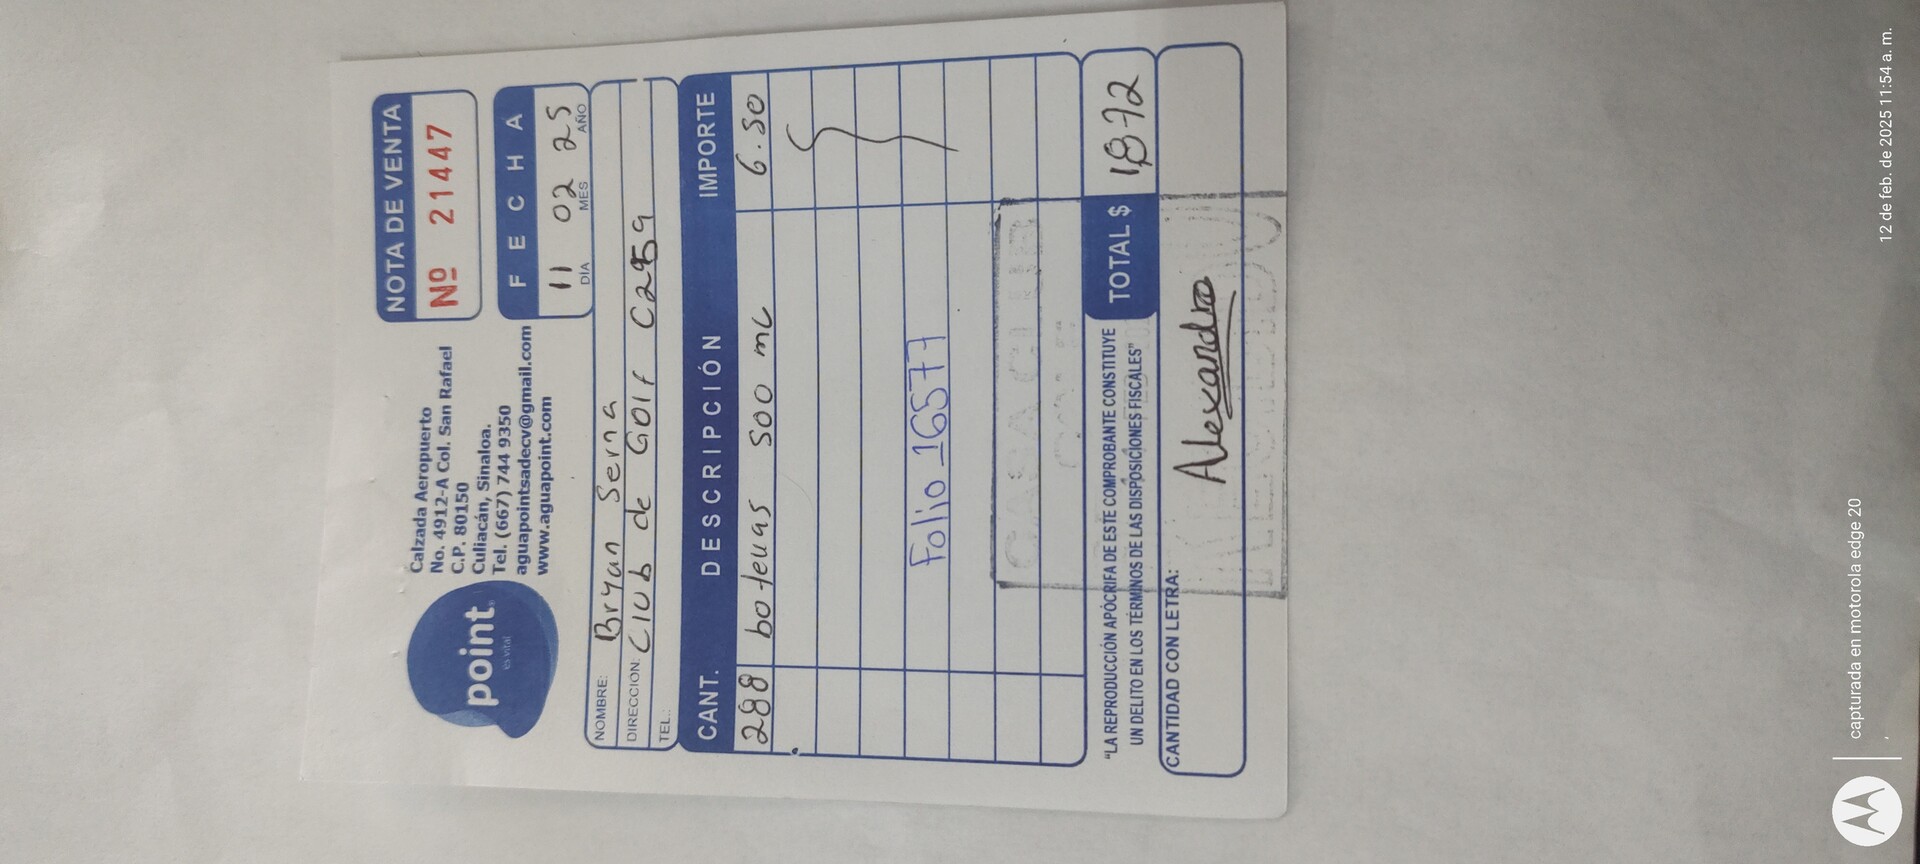 point
es vital
Calzada Aeropuerto
No. 4912-A Col. San Rafael
C.P. 80150
Culiacán, Sinaloa.
Tel. (667) 744 9350
aguapointsadecv@gmail.com
www.aguapoint.com
NOTA DE VENTA
Nº 21447
FECHA
11 02 25
DÍA MES AÑO
NOMBRE: Bryan Serna
DIRECCIÓN: Club de Golf
TEL.:
CANT. DESCRIPCIÓN IMPORTE
288 botellas 500 mL 6.50
Folio_16577
"LA REPRODUCCIÓN APÓCRIFA DE ESTE COMPROBANTE CONSTITUYE
UN DELITO EN LOS TÉRMINOS DE LAS DISPOSICIONES FISCALES"
TOTAL $ 1,872
CANTIDAD CON LETRA:
Alexandro
12 de feb. de 2025 11:54 a. m.
capturada en motorola edge 20